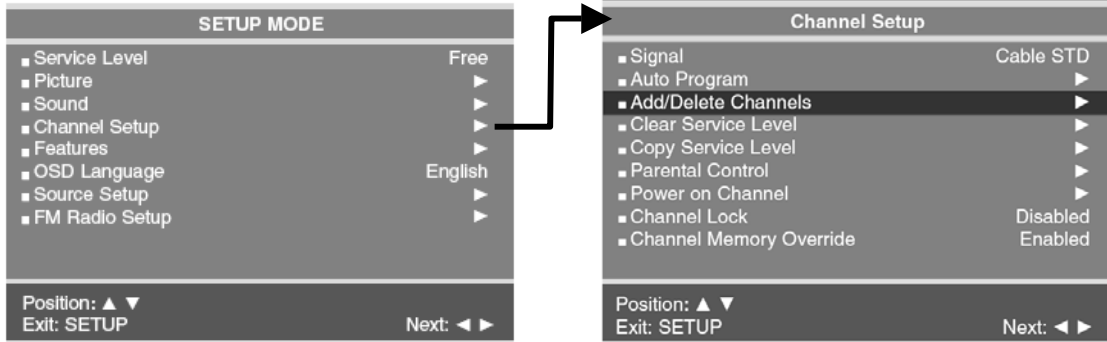 SETUP MODE
Service Level Free
Picture ▶
Sound ▶
Channel Setup ▶
Features ▶
OSD Language English
Source Setup ▶
FM Radio Setup ▶
Position: ▲ ▼
Exit: SETUP Next: ◀ ▶
Channel Setup
Signal Cable STD
Auto Program ▶
Add/Delete Channels ▶
Clear Service Level ▶
Copy Service Level ▶
Parental Control ▶
Power on Channel ▶
Channel Lock Disabled
Channel Memory Override Enabled
Position: ▲ ▼
Exit: SETUP Next: ◀ ▶